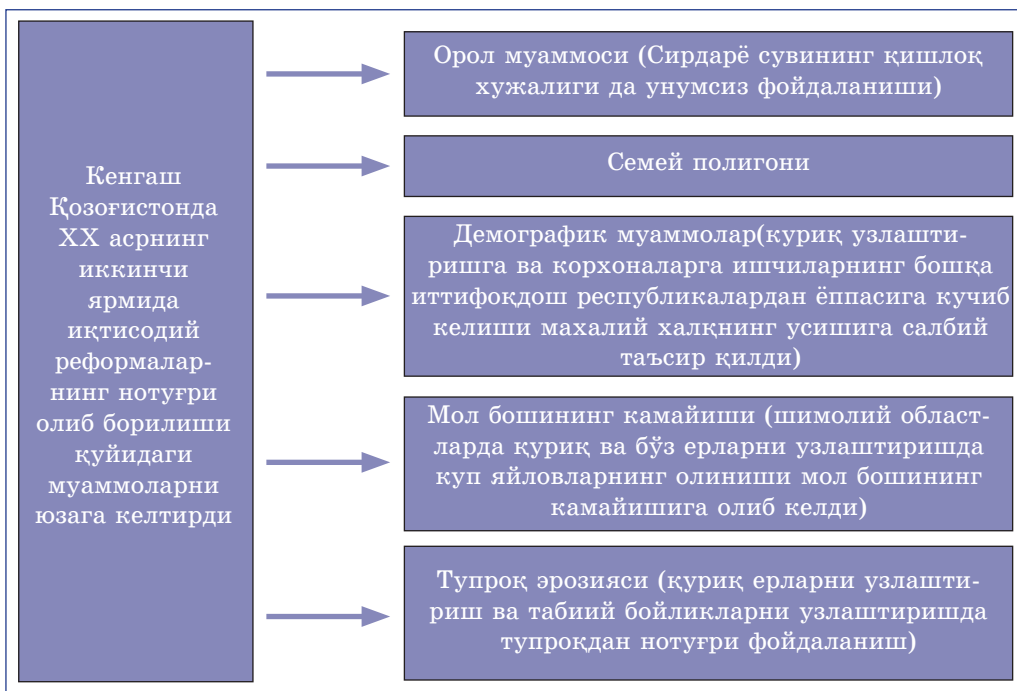 Кенгаш
Қозоғистонда
XX асрнинг
иккинчи
ярмида
иқтисодий
реформалар-
нинг нотуғри
олиб борилиши
қуйидаги
муаммоларни
юзага келтирди
Орол муаммоси (Сирдарё сувининг қишлоқ
хужалиги да унумсиз фойдаланиши)
Семей полигони
Демографик муаммолар(куриқ узлашти-
ришга ва корхоналарга ишчиларнинг бошқа
иттифоқдош республикалардан ёппасига кучиб
келиши махалий халқнинг усишига салбий
таъсир қилди)
Мол бошининг камайиши (шимолий област-
ларда қуриқ ва бўз ерларни узлаштиришда
куп яйловларнинг олиниши мол бошининг
камайишига олиб келди)
Тупроқ эрозияси (қуриқ ерларни узлашти-
риш ва табиий бойликларни узлаштиришда
тупроқдан нотуғри фойдаланиш)